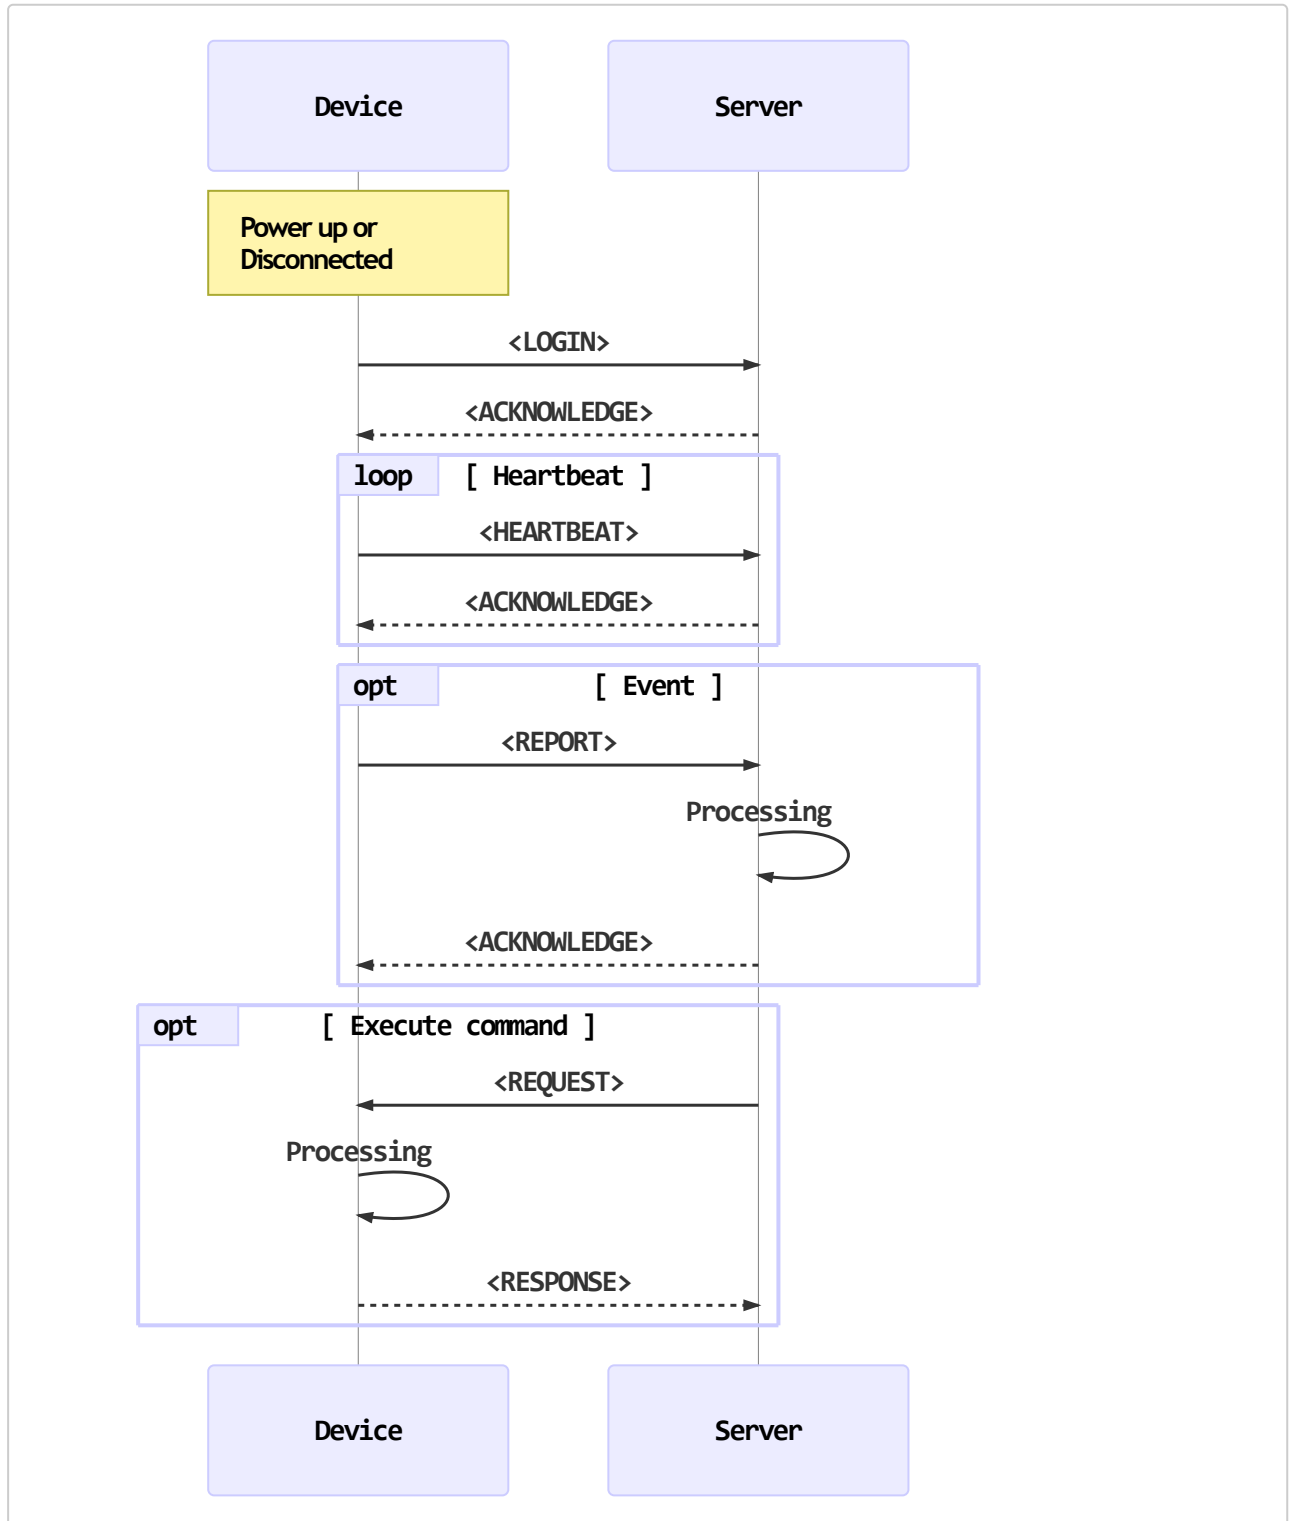 Device Server
Power up or
Disconnected
<LOGIN>
<ACKNOWLEDGE>
loop [ Heartbeat ]
<HEARTBEAT>
<ACKNOWLEDGE>
opt [ Event ]
<REPORT>
Processing
<ACKNOWLEDGE>
opt [ Execute command ]
<REQUEST>
Processing
<RESPONSE>
Device Server